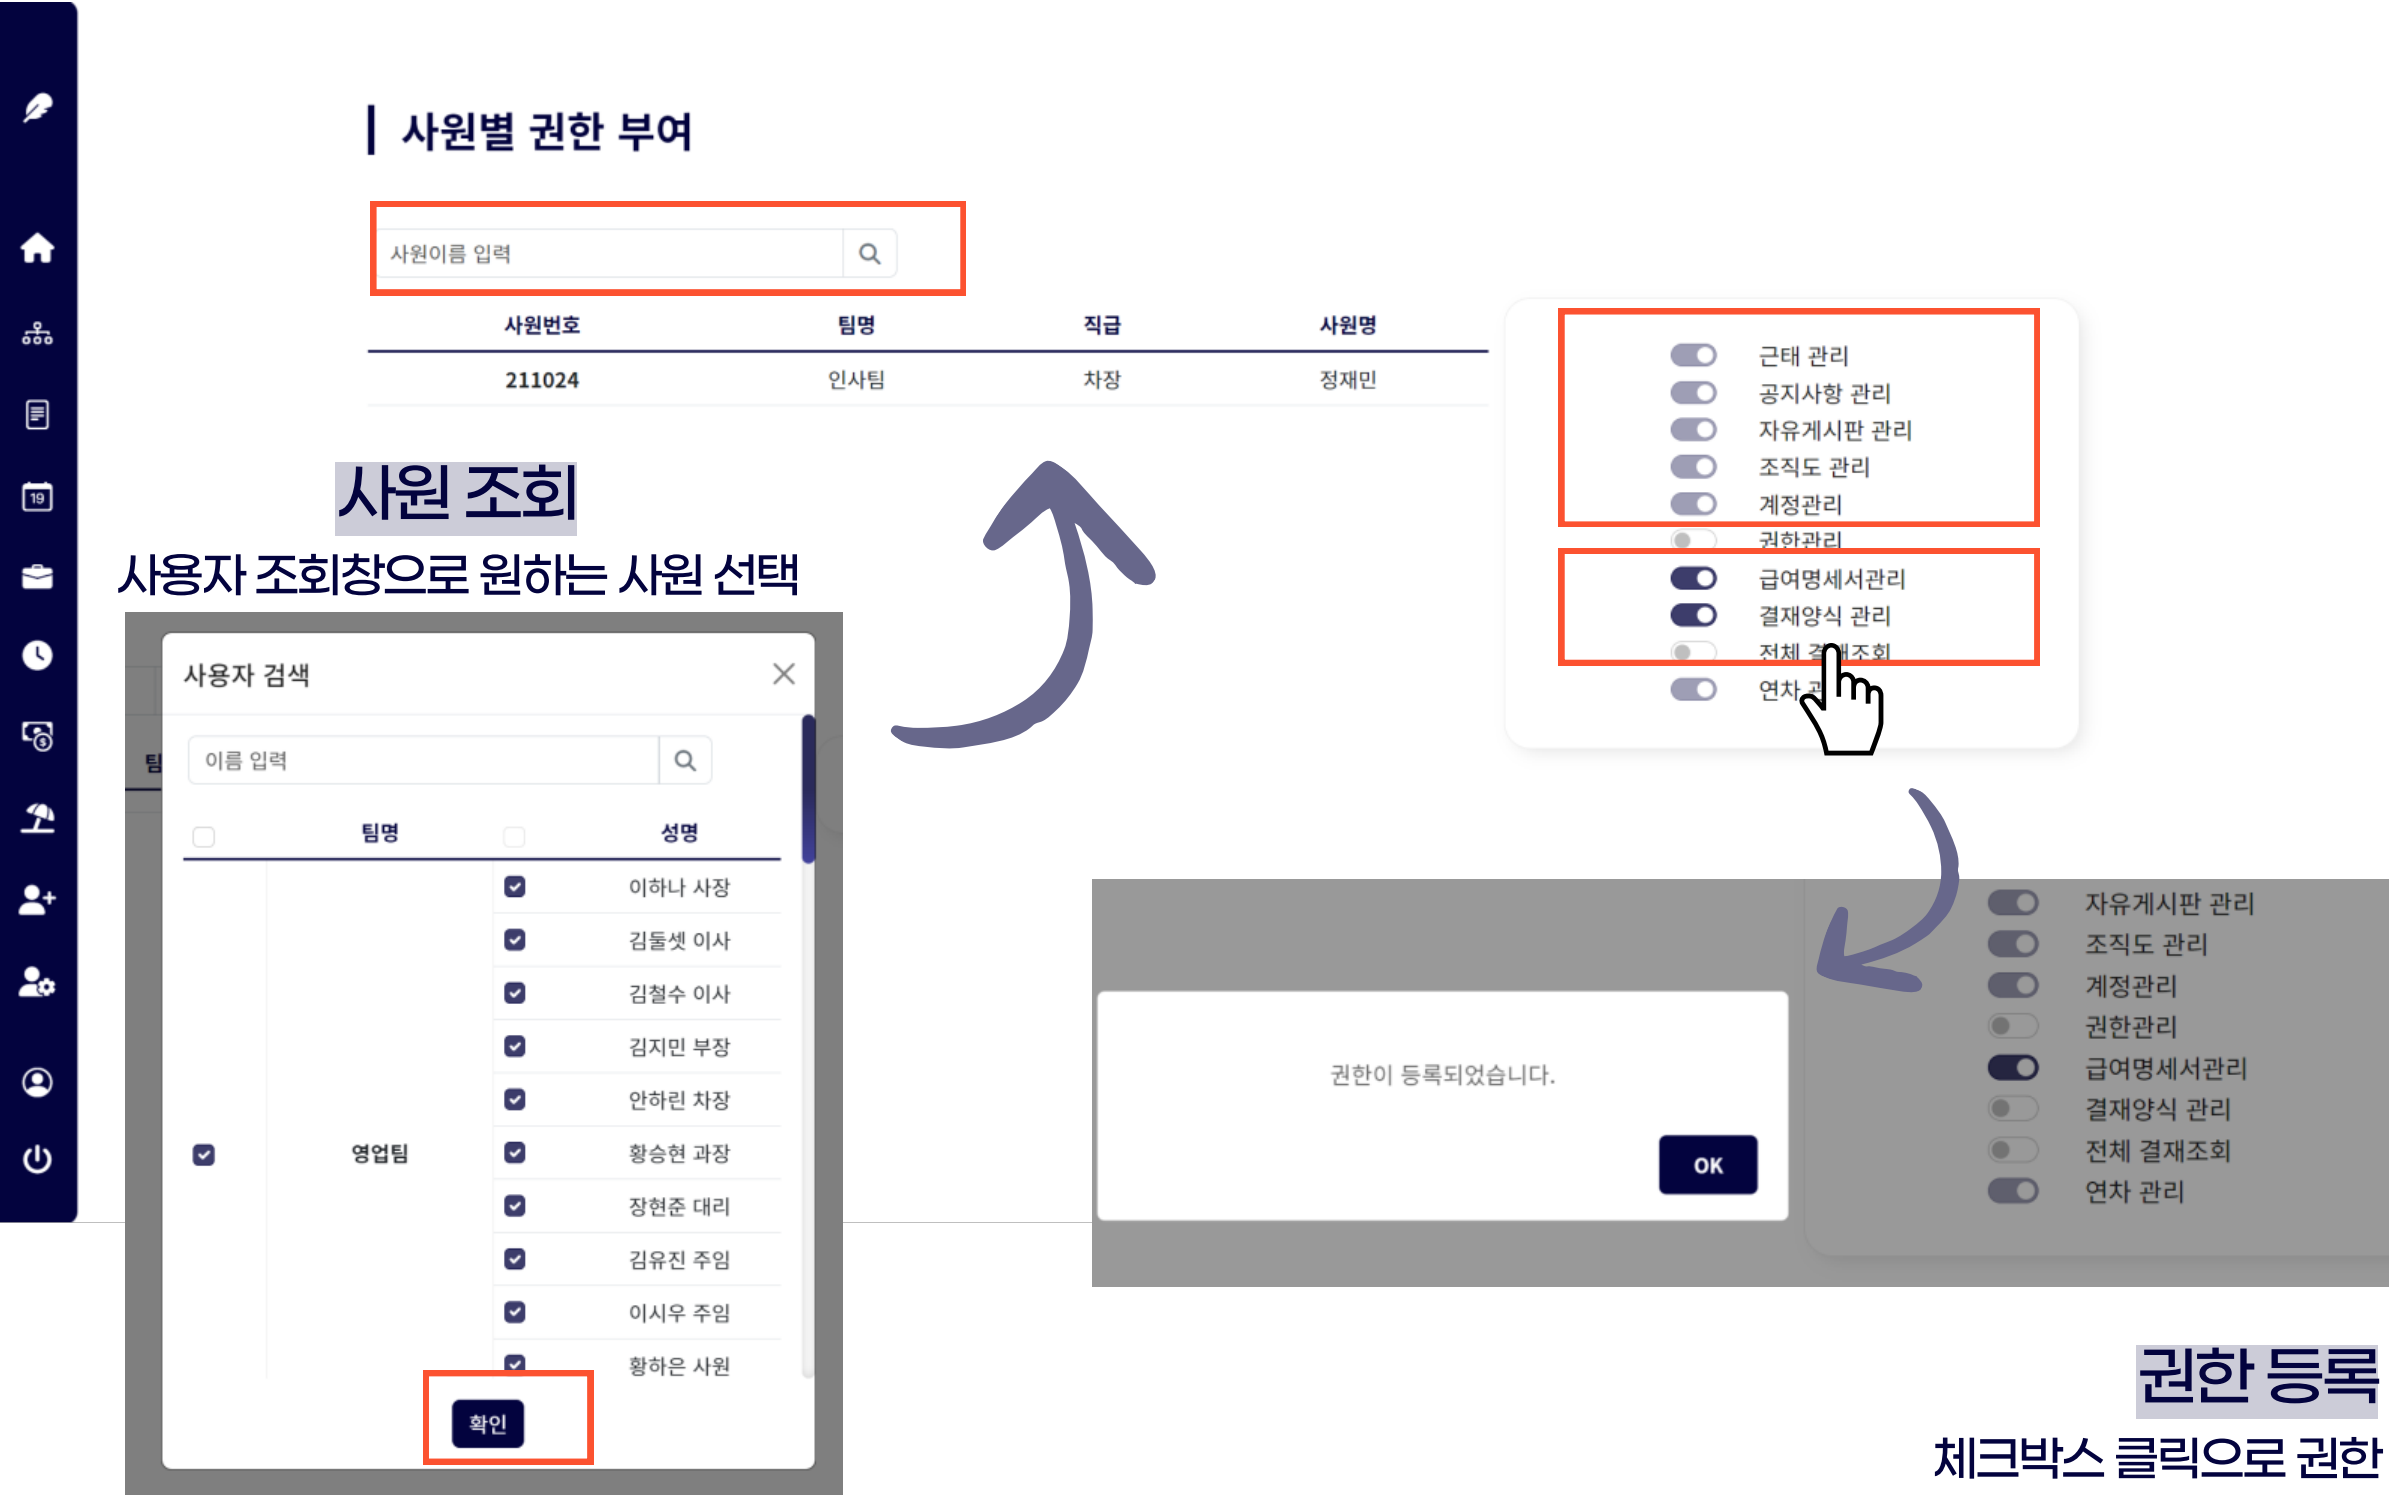 사원별 권한 부여
사원이름 입력
사원번호 팀명 직급 사원명
211024 인사팀 차장 정재민
근태 관리
공지사항 관리
자유게시판 관리
조직도 관리
계정관리
권한관리
급여명세서관리
결재양식 관리
전체 결재조회
연차
19
사원 조회
사용자 조회창으로 원하는 사원 선택
사용자 검색
이름 입력
팀
팀명 성명
이하나 사장
김둘셋 이사
김철수 이사
김지민 부장
안하린 차장
영업팀 황승현 과장
장현준 대리
김유진 주임
이시우 주임
황하은 사원
확인
자유게시판 관리
조직도 관리
계정관리
권한관리
급여명세서관리
결재양식 관리
전체 결재조회
연차 관리
권한이 등록되었습니다.
OK
권한 등록
체크박스 클릭으로 권한